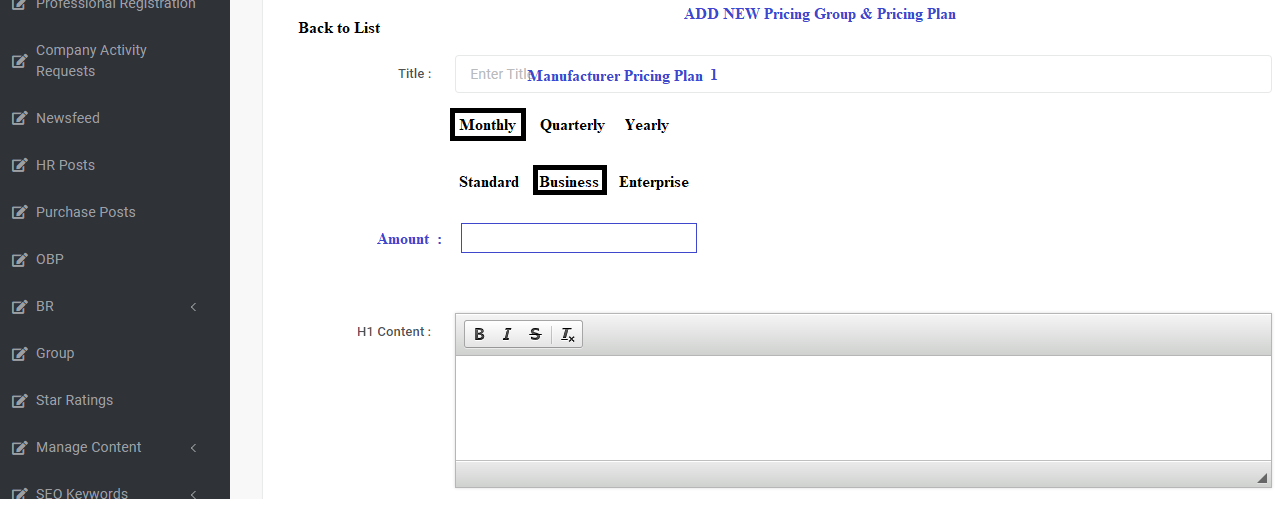 Professional Registration
Company Activity
Requests
Newsfeed
HR Posts
Purchase Posts
OBP
BR
Group
Star Ratings
Manage Content
SEO Keywords
ADD NEW Pricing Group & Pricing Plan
Back to List
Title :
Enter Title Manufacturer Pricing Plan 1
Monthly Quarterly Yearly
Standard Business Enterprise
Amount :
H1 Content :
B I S Tx